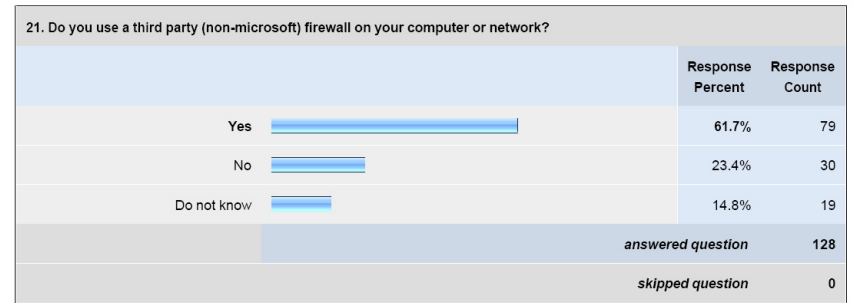 21. Do you use a third party (non-microsoft) firewall on your computer or network?
Response Percent Response Count
Yes 61.7% 79
No 23.4% 30
Do not know 14.8% 19
answered question 128
skipped question 0